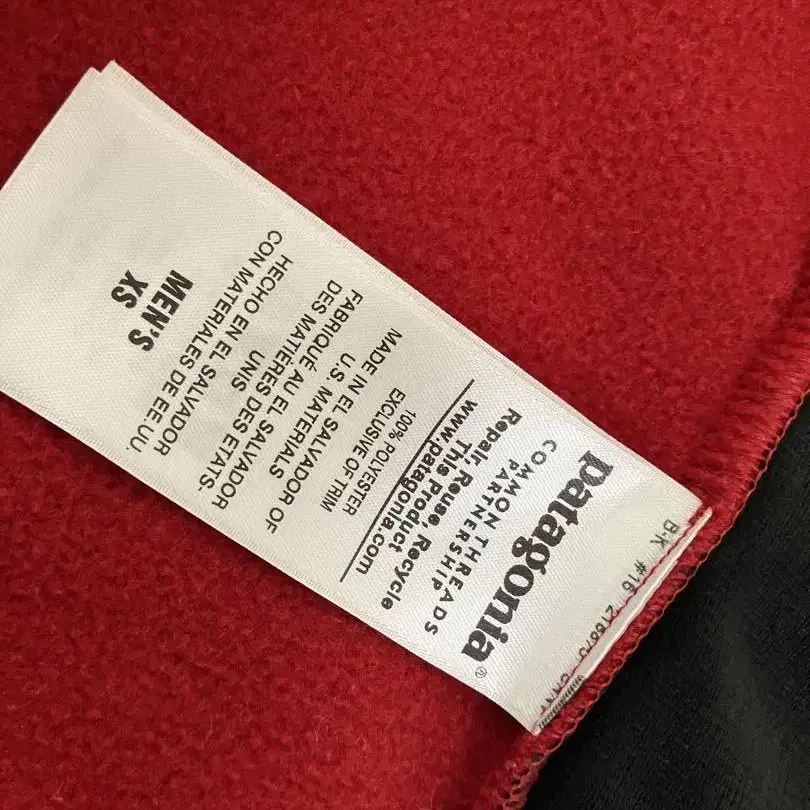 B-K #16 
patagonia®
COMMON THREADS
PARTNERSHIP
Repair, Reuse, Recycle
This Product
www.patagonia.com
100% POLYESTER
EXCLUSIVE OF TRIM
MADE IN EL SALVADOR OF
U.S. MATERIALS
FABRIQUÉ AU EL SALVADOR
DES MATIÈRES DES ETATS-
UNIS
HECHO EN EL SALVADOR
CON MATERIALES DE EE UU.
MEN'S
XS